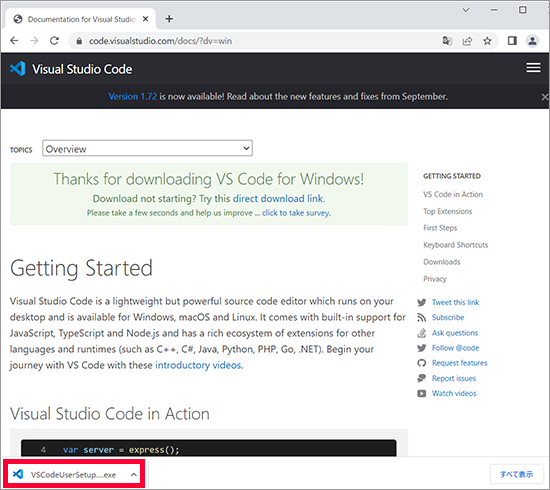 Documentation for Visual Studio
code.visualstudio.com/docs/?dv=win
Visual Studio Code
Version 1.72 is now available! Read about the new features and fixes from September.
TOPICS
Overview
Thanks for downloading VS Code for Windows!
Download not starting? Try this direct download link.
Please take a few seconds and help us improve ... click to take survey.
Getting Started
Visual Studio Code is a lightweight but powerful source code editor which runs on your
desktop and is available for Windows, macOS and Linux. It comes with built-in support for
JavaScript, TypeScript and Node.js and has a rich ecosystem of extensions for other
languages and runtimes (such as C++, C#, Java, Python, PHP, Go, .NET). Begin your
journey with VS Code with these introductory videos.
Visual Studio Code in Action
4 var server = express();
GETTING STARTED
VS Code in Action
Top Extensions
First Steps
Keyboard Shortcuts
Downloads
Privacy
Tweet this link
Subscribe
Ask questions
Follow @code
Request features
Report issues
Watch videos
VSCodeUserSetup....exe
すべて表示